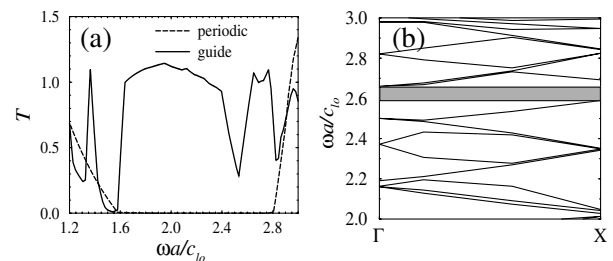 (a)
periodic
guide
1.5
1.0
0.5
0.0
T
1.2 1.6 2.0 2.4 2.8
ωa/c_lo
(b)
3.0
2.8
2.6
2.4
2.2
2.0
ωa/c_lo
Γ X